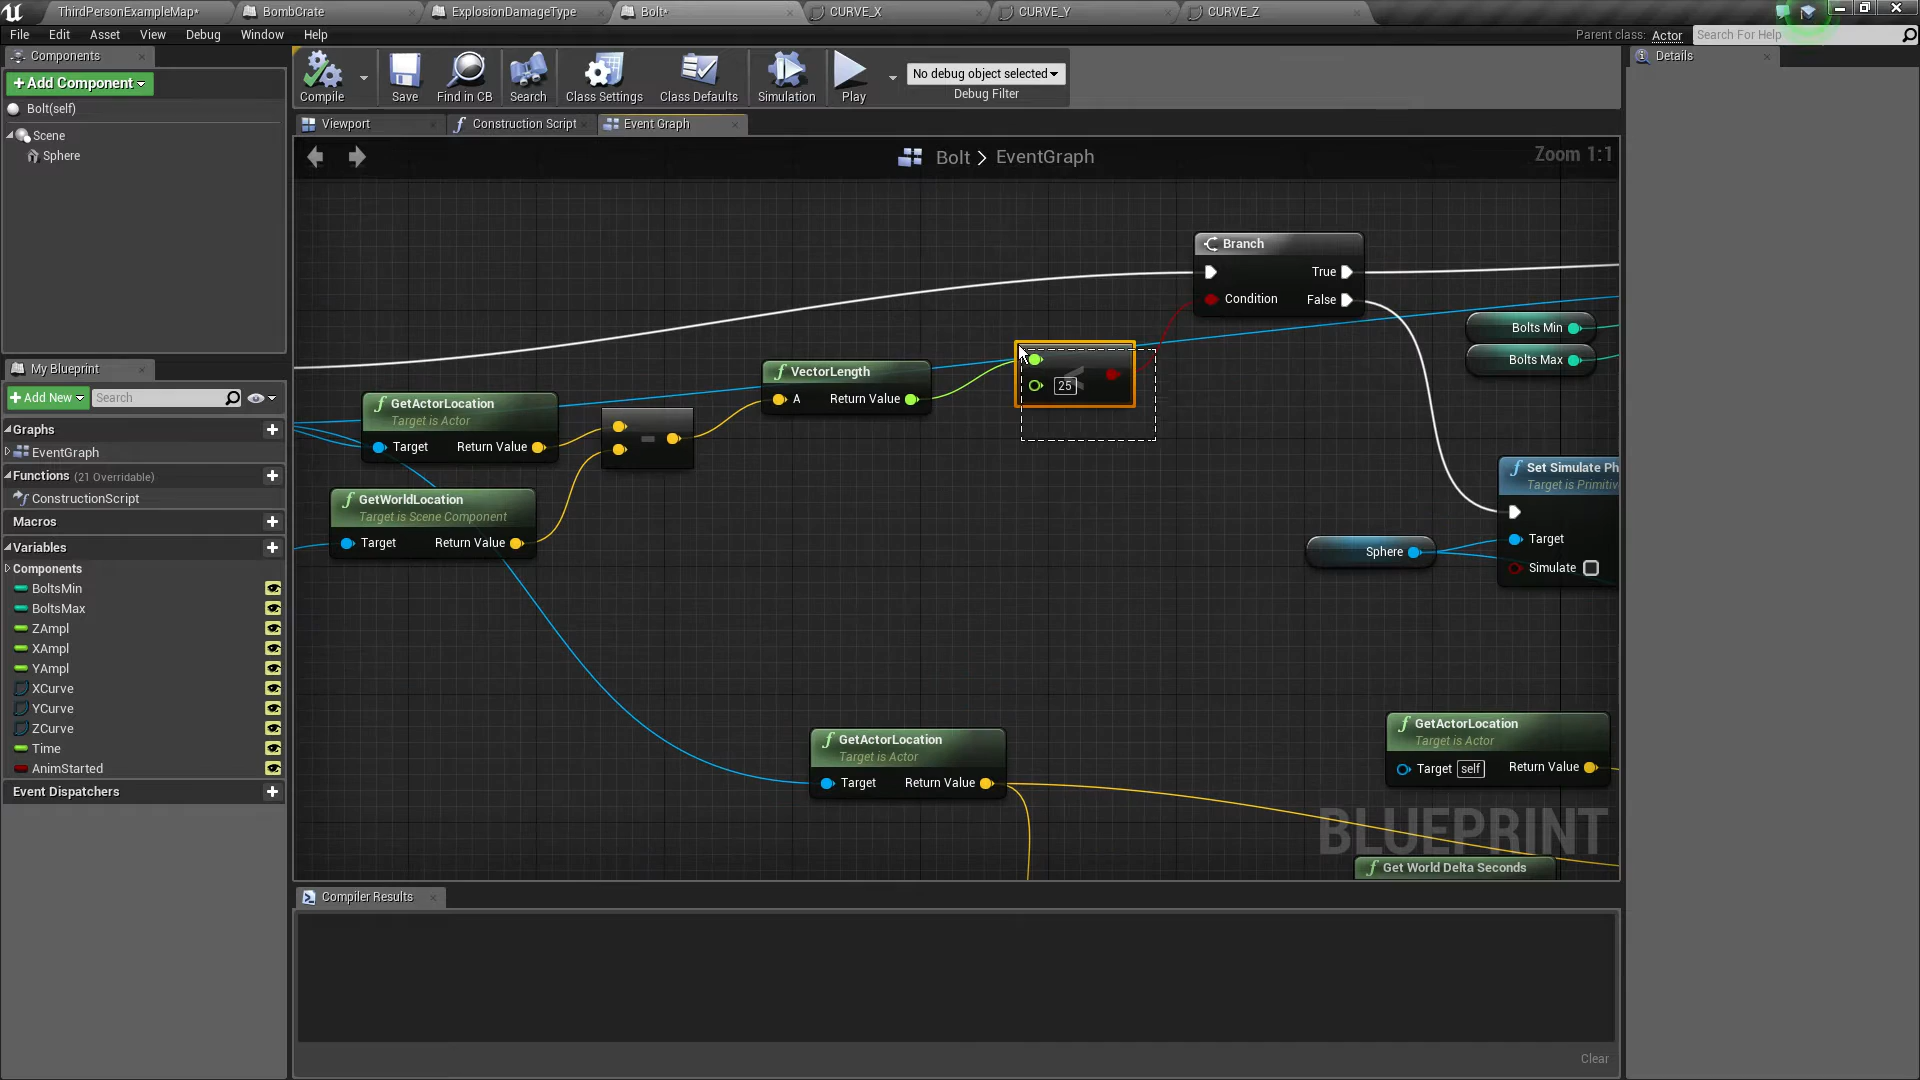 ThirdPersonExampleMap*
BombCrate
ExplosionDamageType
Bolt*
CURVE_X
CURVE_Y
CURVE_Z
File
Edit
Asset
View
Debug
Window
Help
Parent class: Actor
Search For Help
Components
+Add Component
Bolt(self)
Scene
Sphere
Compile
Save
Find in CB
Search
Class Settings
Class Defaults
Simulation
Play
No debug object selected
Debug Filter
Details
Viewport
Construction Script
Event Graph
Bolt > EventGraph
Zoom 1:1
My Blueprint
+Add New
Search
Graphs
EventGraph
Functions (21 Overridable)
ConstructionScript
Macros
Variables
Components
BoltsMin
BoltsMax
ZAmpl
XAmpl
YAmpl
XCurve
YCurve
ZCurve
Time
AnimStarted
Event Dispatchers
Branch
True
Condition
False
Bolts Min
Bolts Max
VectorLength
A
Return Value
<
25
GetActorLocation
Target is Actor
Target
Return Value
GetWorldLocation
Target is Scene Component
Target
Return Value
Set Simulate Ph
Target is Primitiv
Target
Simulate
Sphere
GetActorLocation
Target is Actor
Target
Return Value
GetActorLocation
Target is Actor
Target self
Return Value
BLUEPRINT
Get World Delta Seconds
Compiler Results
Clear